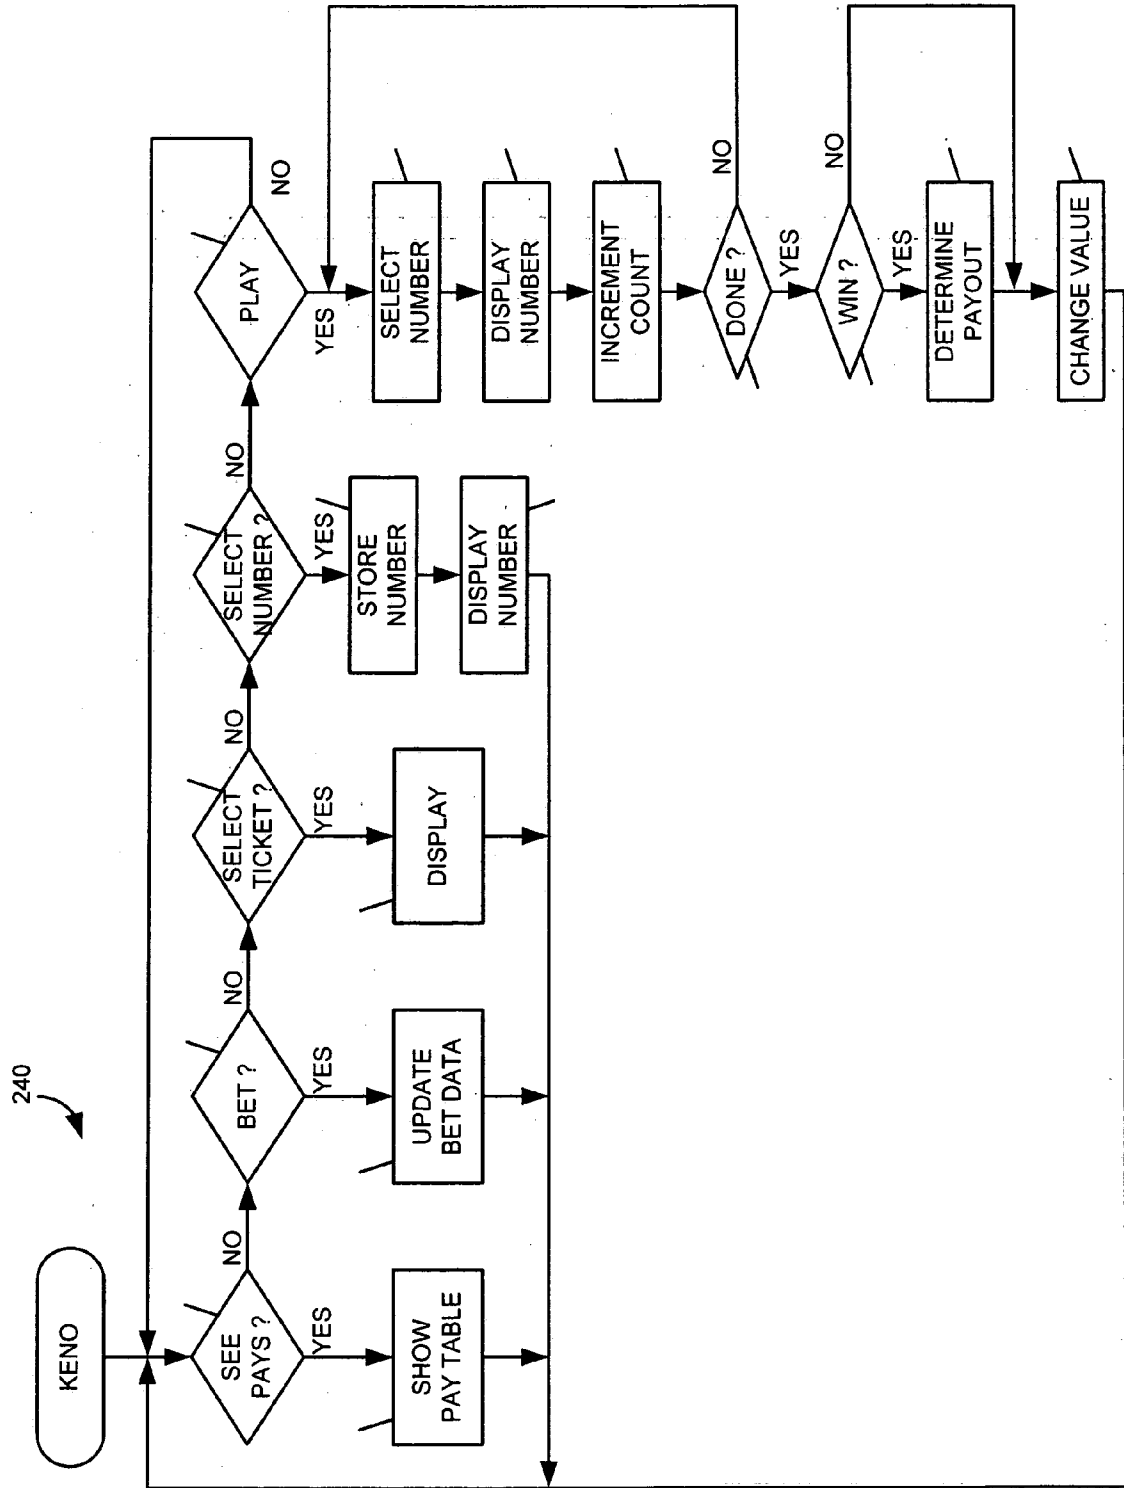 240
KENO
SEE
PAYS ?
NO
YES
SHOW
PAY TABLE
BET ?
NO
YES
UPDATE
BET DATA
SELECT
TICKET ?
NO
YES
DISPLAY
SELECT
NUMBER ?
NO
YES
STORE
NUMBER
DISPLAY
NUMBER
PLAY
NO
YES
SELECT
NUMBER
DISPLAY
NUMBER
INCREMENT
COUNT
DONE ?
NO
YES
WIN ?
NO
YES
DETERMINE
PAYOUT
CHANGE VALUE